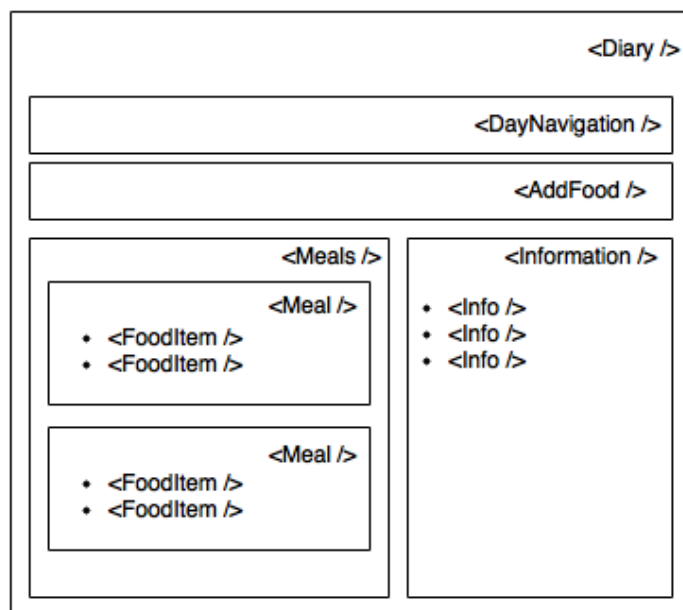 <Diary />
<DayNavigation />
<AddFood />
<Meals />
<Meal />
• <FoodItem />
• <FoodItem />
<Meal />
• <FoodItem />
• <FoodItem />
<Information />
• <Info />
• <Info />
• <Info />